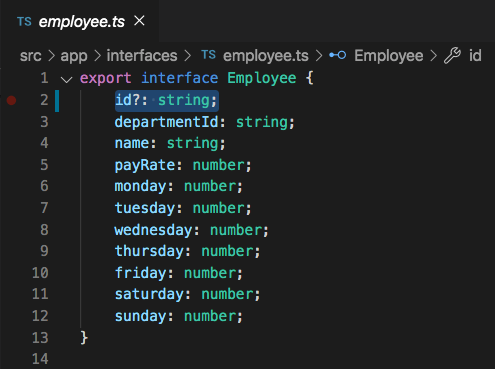 TS employee.ts ×
src > app > interfaces > TS employee.ts > Employee > id
1 export interface Employee {
2 id?: string;
3 departmentId: string;
4 name: string;
5 payRate: number;
6 monday: number;
7 tuesday: number;
8 wednesday: number;
9 thursday: number;
10 friday: number;
11 saturday: number;
12 sunday: number;
13 }
14